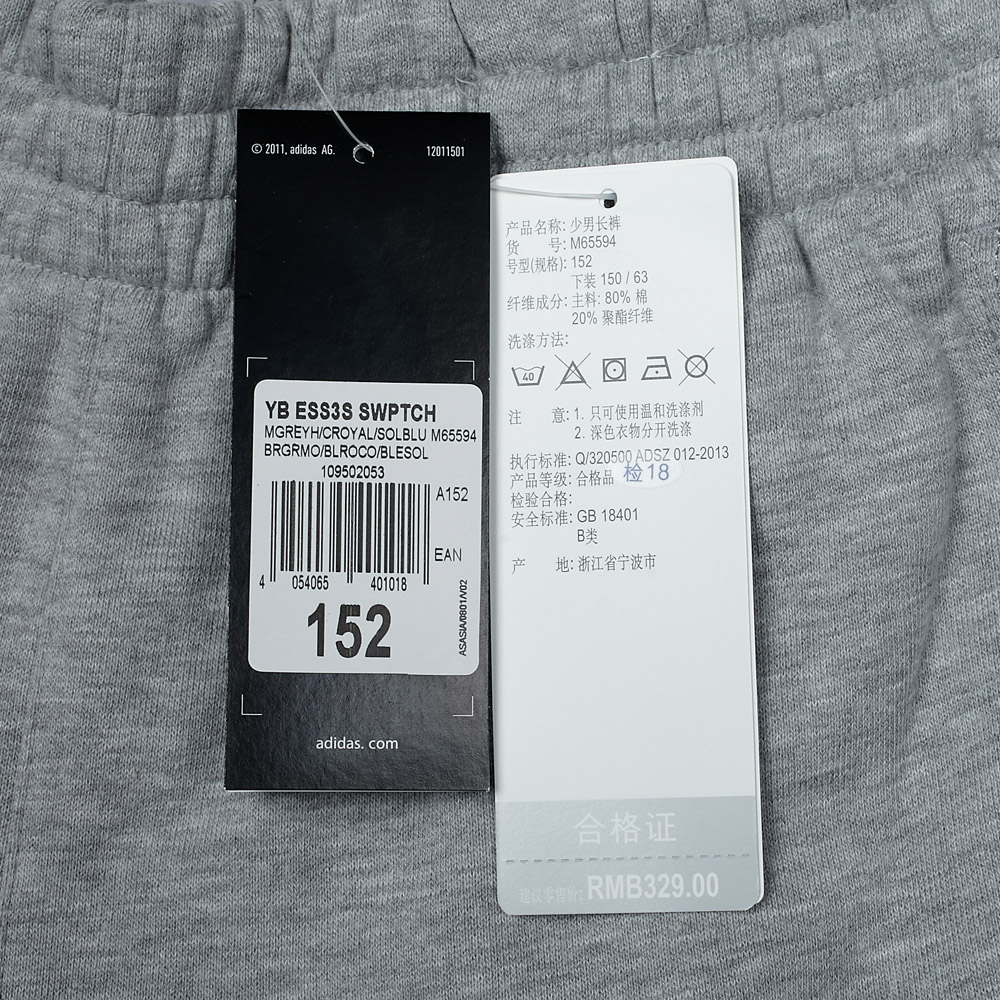 © 2011, adidas AG.
12011501
YB ESS3S SWPTCH
MGREYH/CROYAL/SOLBLU M65594
BRGRMO/BLROCO/BLESOL
109502053
A152
EAN
4 054065 401018
152
ASASIA/0801/V02
adidas. com
产品名称: 少男长裤
货 号: M65594
号型(规格): 152
下装 150 / 63
纤维成分: 主料: 80% 棉
20% 聚酯纤维
洗涤方法:
40
注 意: 1. 只可使用温和洗涤剂
2. 深色衣物分开洗涤
执行标准: Q/320500 ADSZ 012-2013
产品等级: 合格品
检18
检验合格:
安全标准: GB 18401
B类
产 地: 浙江省宁波市
合格证
建议零售价: RMB329.00